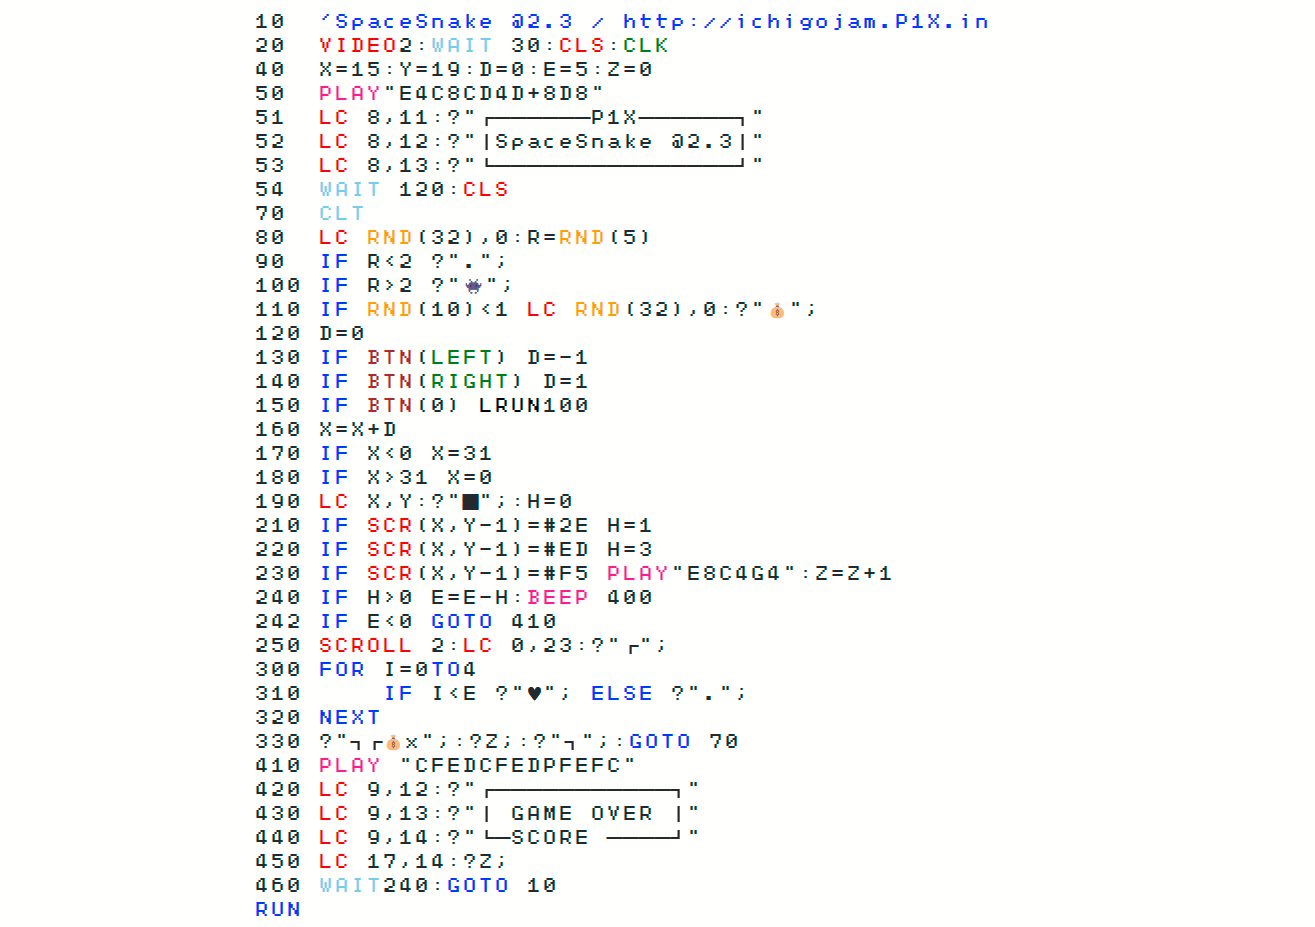 10  'SpaceSnake @2.3 / http://ichigojam.P1X.in
20  VIDEO2:WAIT 30:CLS:CLK
40  X=15:Y=19:D=0:E=5:Z=0
50  PLAY"E4C8CD4D+8D8"
51  LC 8,11:?"┌───────P1X───────┐"
52  LC 8,12:?"|SpaceSnake @2.3|"
53  LC 8,13:?"└───────────────┘"
54  WAIT 120:CLS
70  CLT
80  LC RND(32),0:R=RND(5)
90  IF R<2 ?".";
100 IF R>2 ?"👾";
110 IF RND(10)<1 LC RND(32),0:?"💰";
120 D=0
130 IF BTN(LEFT) D=-1
140 IF BTN(RIGHT) D=1
150 IF BTN(0) LRUN100
160 X=X+D
170 IF X<0 X=31
180 IF X>31 X=0
190 LC X,Y:?"■";:H=0
210 IF SCR(X,Y-1)=#2E H=1
220 IF SCR(X,Y-1)=#ED H=3
230 IF SCR(X,Y-1)=#F5 PLAY"E8C4G4":Z=Z+1
240 IF H>0 E=E-H:BEEP 400
242 IF E<0 GOTO 410
250 SCROLL 2:LC 0,23:?"┌";
300 FOR I=0TO4
310     IF I<E ?"♥"; ELSE ?".";
320 NEXT
330 ?"┐┌💰x";:?Z;:?"┐";:GOTO 70
410 PLAY "CFEDCFEDPFEFC"
420 LC 9,12:?"┌───────────┐"
430 LC 9,13:?"| GAME OVER |"
440 LC 9,14:?"└─SCORE ────┘"
450 LC 17,14:?Z;
460 WAIT240:GOTO 10
RUN